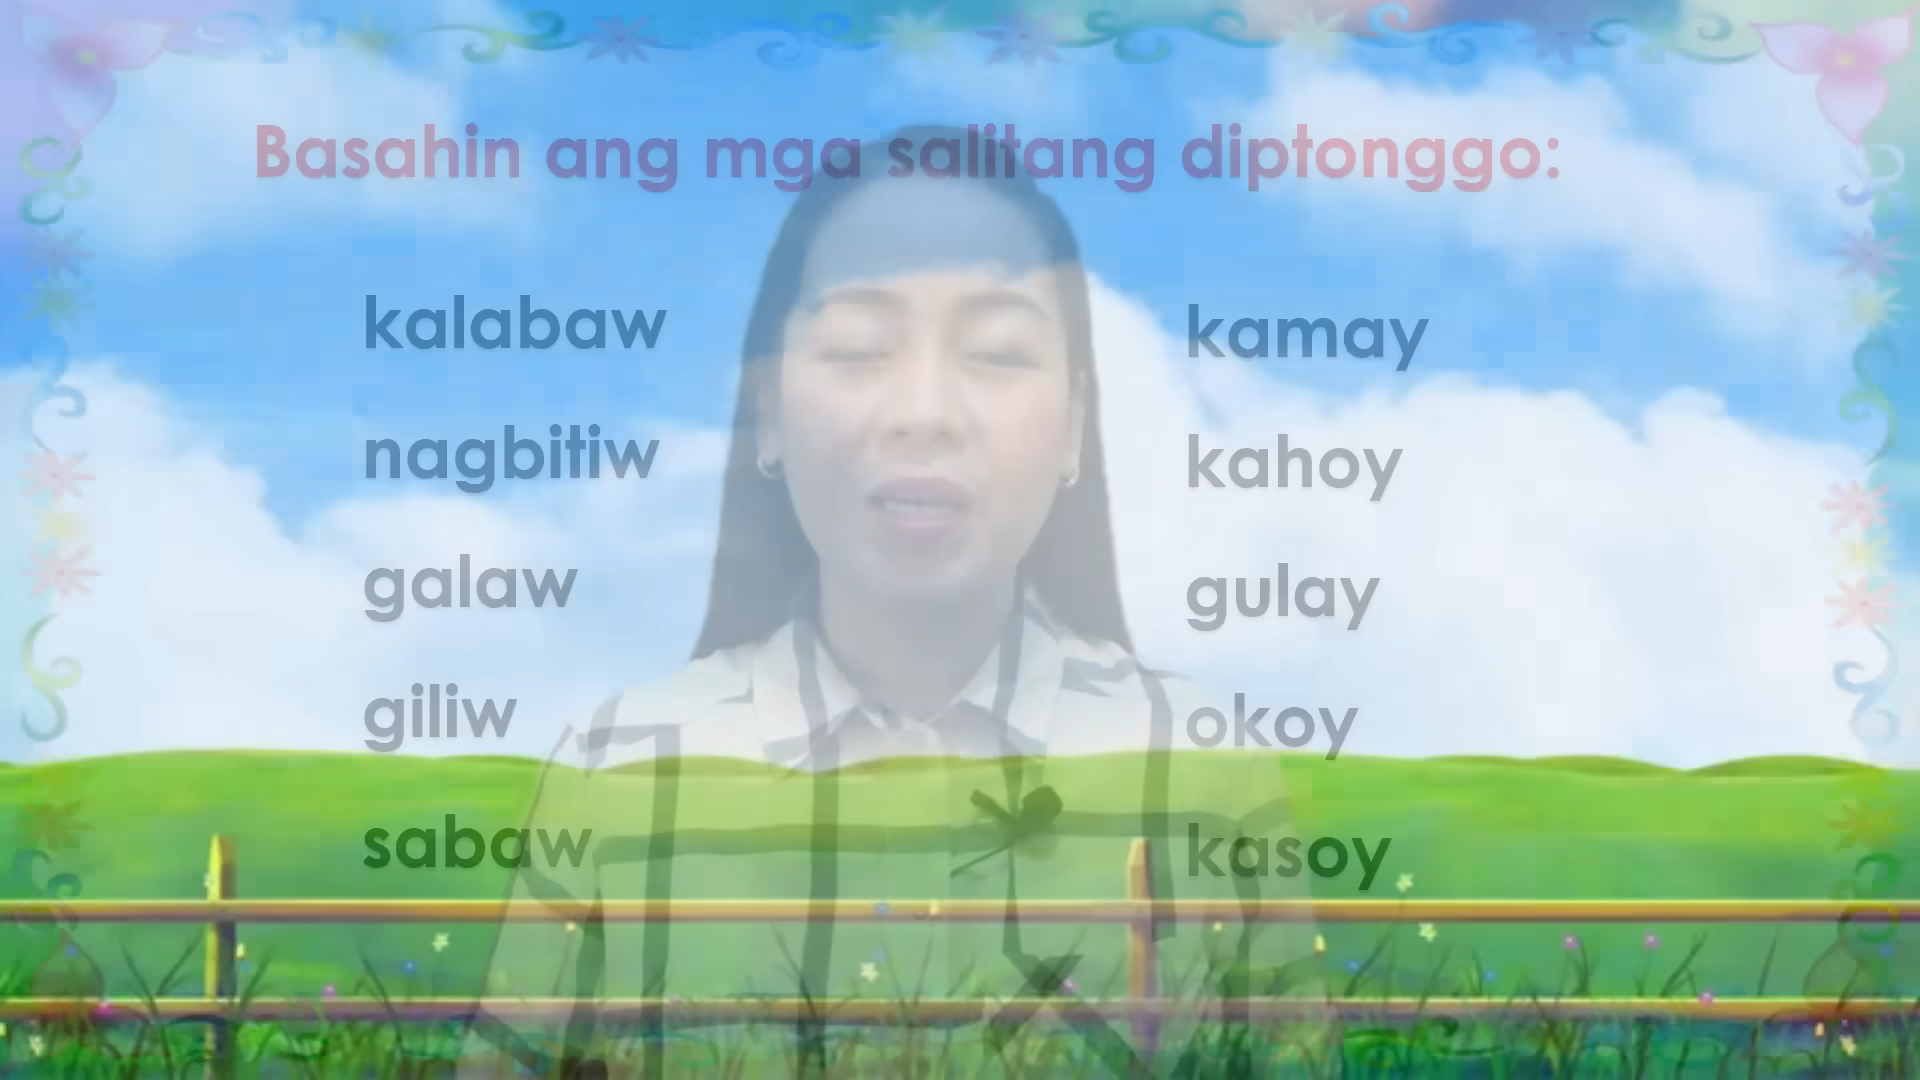 Basahin ang mga salitang diptonggo:
kalabaw
nagbitiw
galaw
giliw
sabaw
kamay
kahoy
gulay
okoy
kasoy